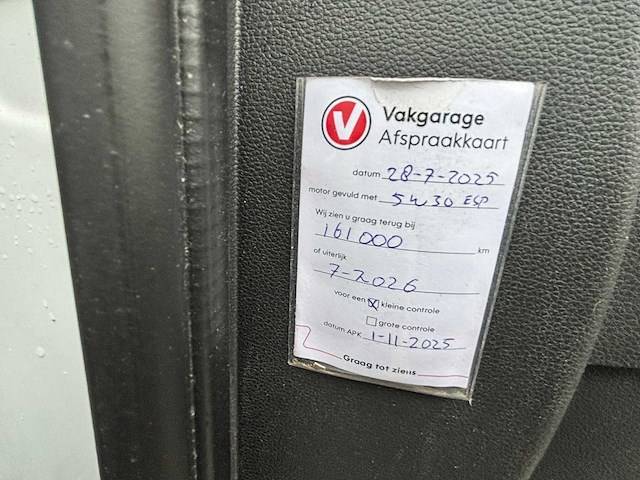 V Vakgarage
Afspraakkaart
datum 28-7-2025
motor gevuld met 5w30 ESP
Wij zien u graag terug bij
161000 km
of uiterlijk
7-2026
voor een kleine controle
grote controle
datum APK 1-11-2025
Graag tot ziens